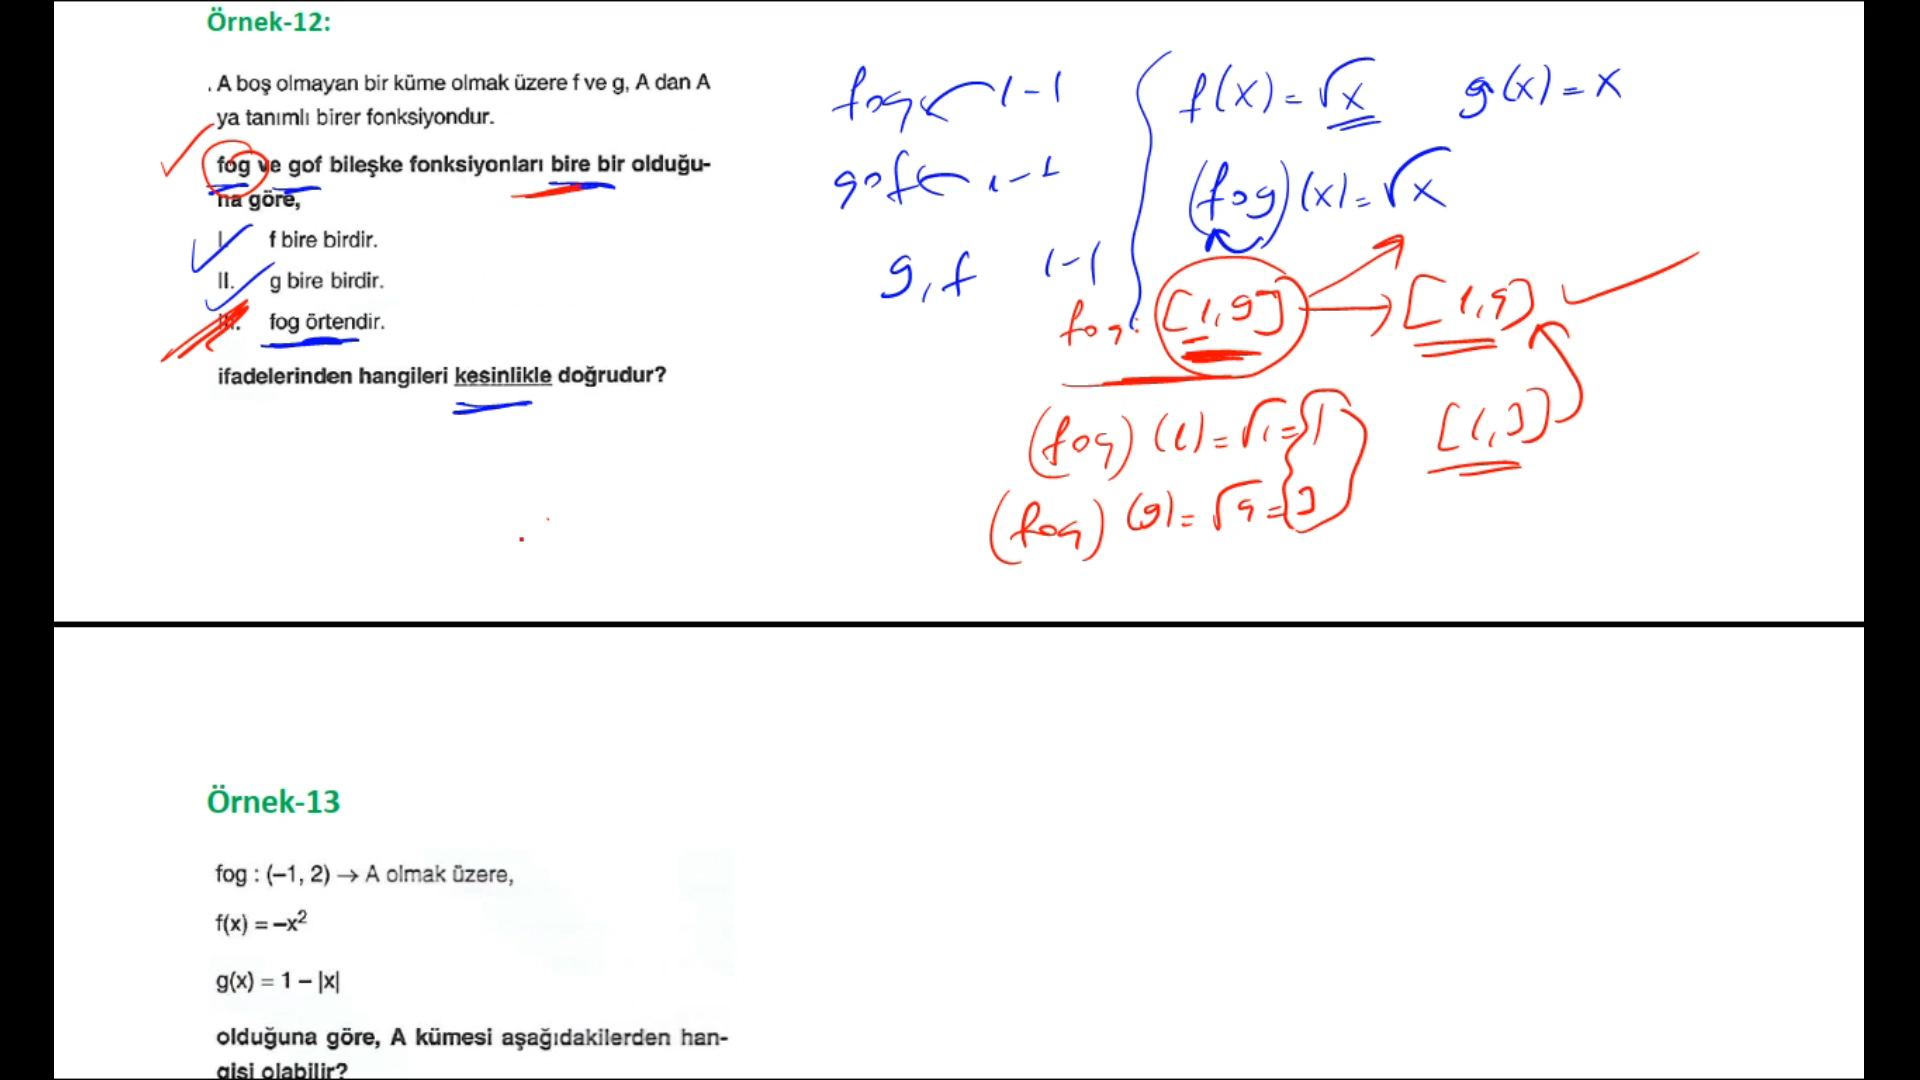 Örnek-12:
. A boş olmayan bir küme olmak üzere f ve g, A dan A
ya tanımlı birer fonksiyondur.
fog ve gof bileşke fonksiyonları bire bir olduğu-
na göre,
I. f bire birdir.
II. g bire birdir.
III. fog örtendir.
ifadelerinden hangileri kesinlikle doğrudur?
fog 1-1
gof 1-1
g, f 1-1
f(x) = √x g(x) = x
(fog)(x) = √x
fog: [1,9] → [1,9]
[1,3]
(fog)(1) = √1 = 1
(fog)(9) = √9 = 3
Örnek-13
fog : (–1, 2) → A olmak üzere,
f(x) = –x²
g(x) = 1 – |x|
olduğuna göre, A kümesi aşağıdakilerden han-
gisi olabilir?